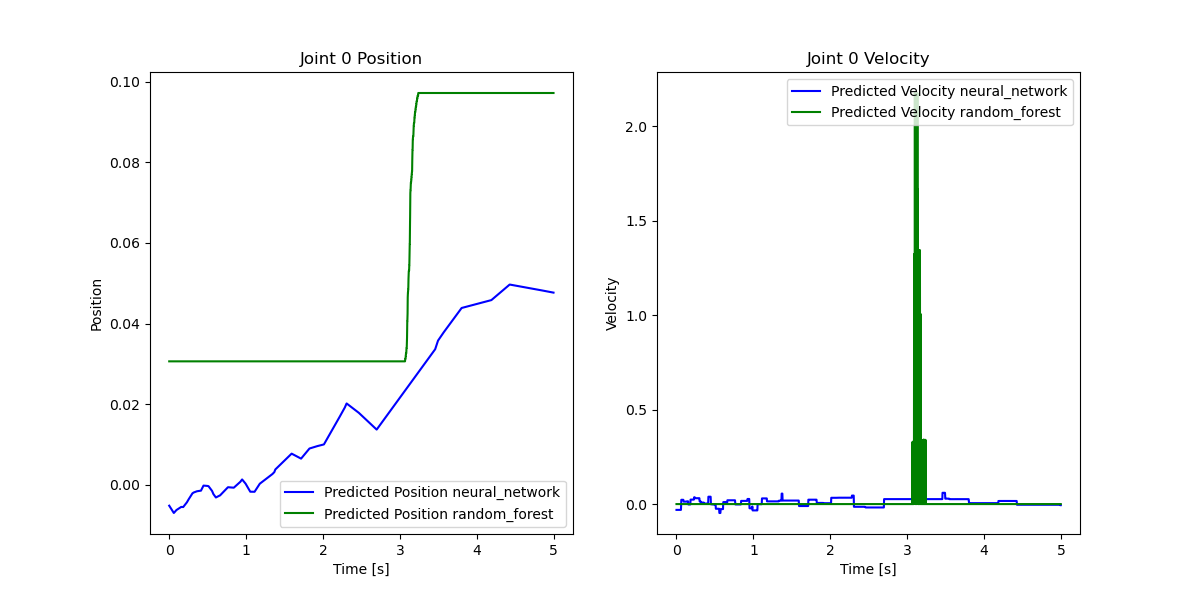 Joint 0 Position
0.10
0.08
0.06
0.04
0.02
0.00
Position
0
1
2
3
4
5
Time [s]
Predicted Position neural_network
Predicted Position random_forest
Joint 0 Velocity
2.0
1.5
1.0
0.5
0.0
Velocity
0
1
2
3
4
5
Time [s]
Predicted Velocity neural_network
Predicted Velocity random_forest